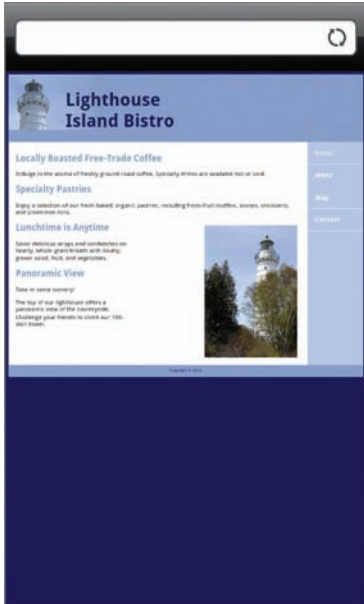 Lighthouse
Island Bistro
Locally Roasted Free-Trade Coffee
Indulge in the aroma of freshly ground roast coffee. Specialty drinks are available hot or cold.
Specialty Pastries
Enjoy a selection of our fresh-baked, organic pastries, including fresh-fruit muffins, scones, croissants,
and cinnamon rolls.
Lunchtime is Anytime
Savor delicious wraps and sandwiches on
hearty, whole-grain breads with locally-
grown salad, fruit, and vegetables.
Panoramic View
Take in some scenery!
The top of our lighthouse offers a
panoramic view of the countryside.
Challenge your friends to climb our 100-
stair tower.
Home
Menu
Map
Contact
Copyright © 2012